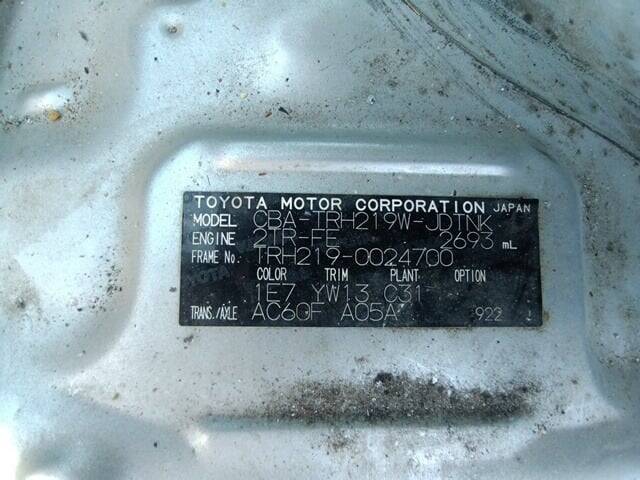 TOYOTA MOTOR CORPORATION JAPAN
MODEL CBA-TRH219W-JDTNK
ENGINE 2TR-FE 2693 mL
FRAME No. TRH219-0024700
COLOR TRIM PLANT OPTION
1E7 YW13 C31
TRANS./AXLE AC60F A05A 922